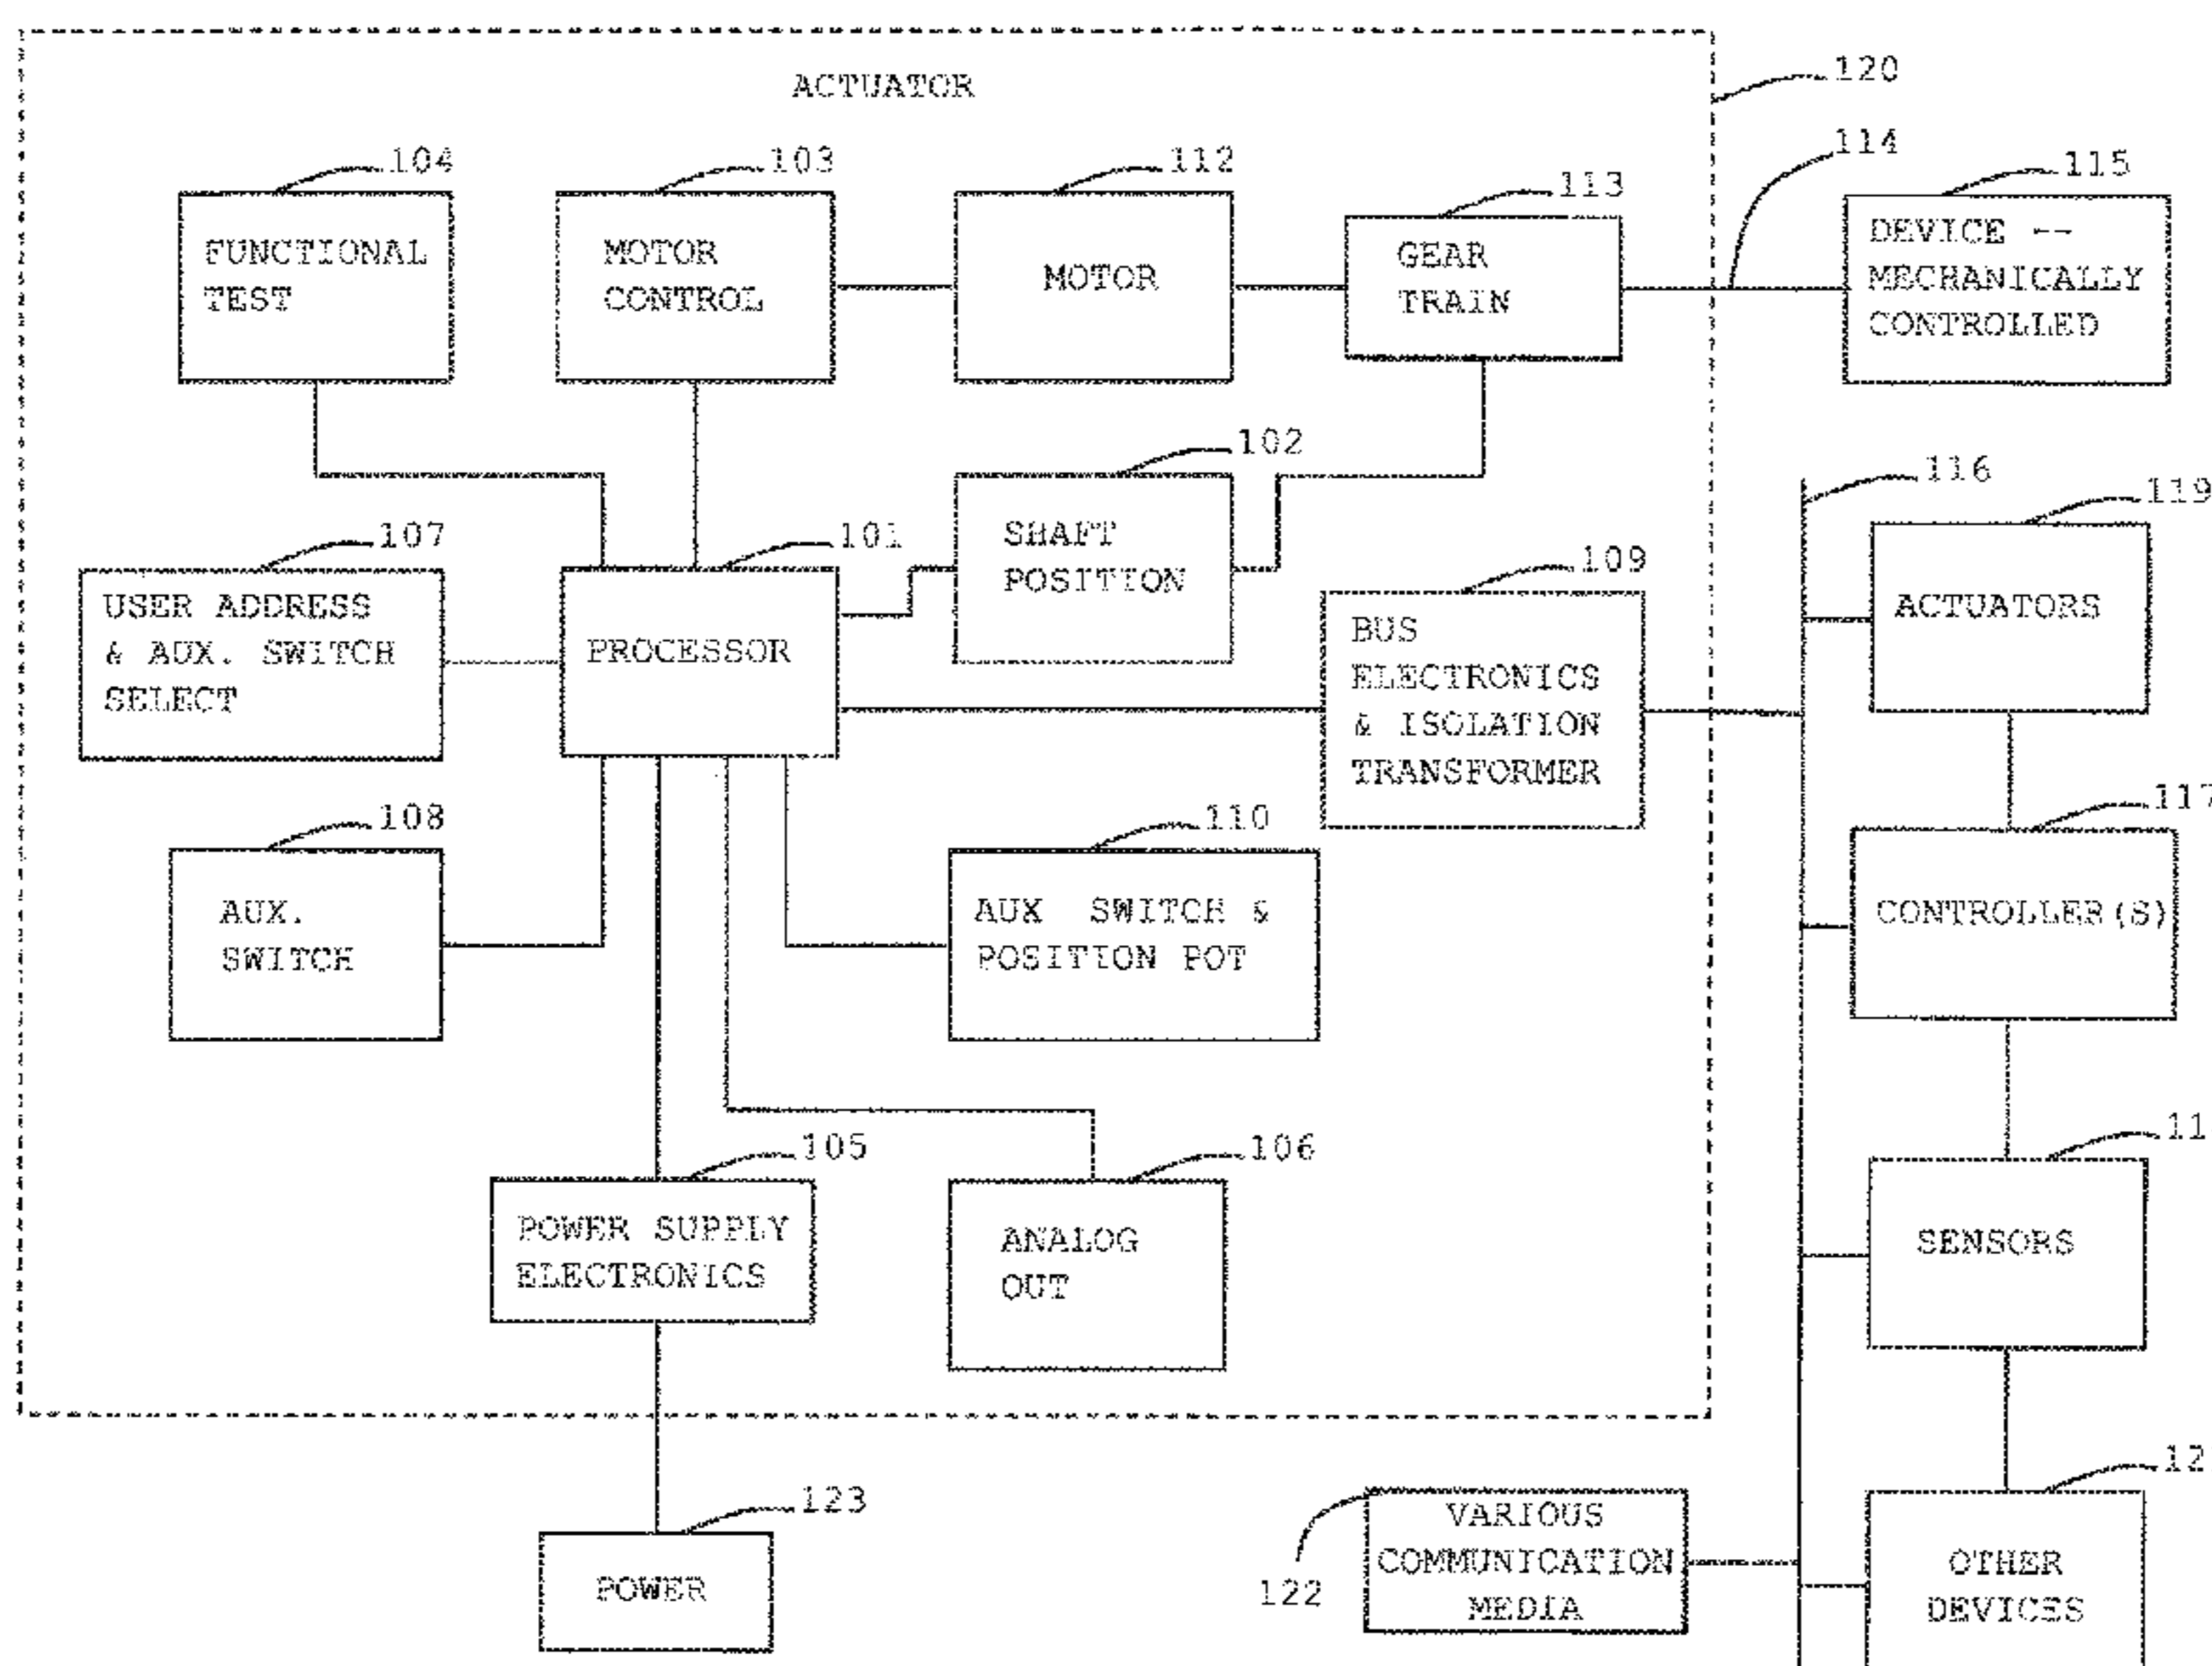 ACTUATOR
120
104
103
112
113
114
115
FUNCTIONAL
TEST
MOTOR
CONTROL
MOTOR
GEAR
TRAIN
DEVICE --
MECHANICALLY
CONTROLLED
102
116
119
107
101
SHAFT
POSITION
109
USER ADDRESS
& AUX. SWITCH
SELECT
PROCESSOR
BUS
ELECTRONICS
& ISOLATION
TRANSFORMER
ACTUATORS
108
110
117
AUX.
SWITCH
AUX SWITCH &
POSITION POT
CONTROLLER(S)
105
106
11
POWER SUPPLY
ELECTRONICS
ANALOG
OUT
SENSORS
123
12
POWER
122
VARIOUS
COMMUNICATION
MEDIA
OTHER
DEVICES